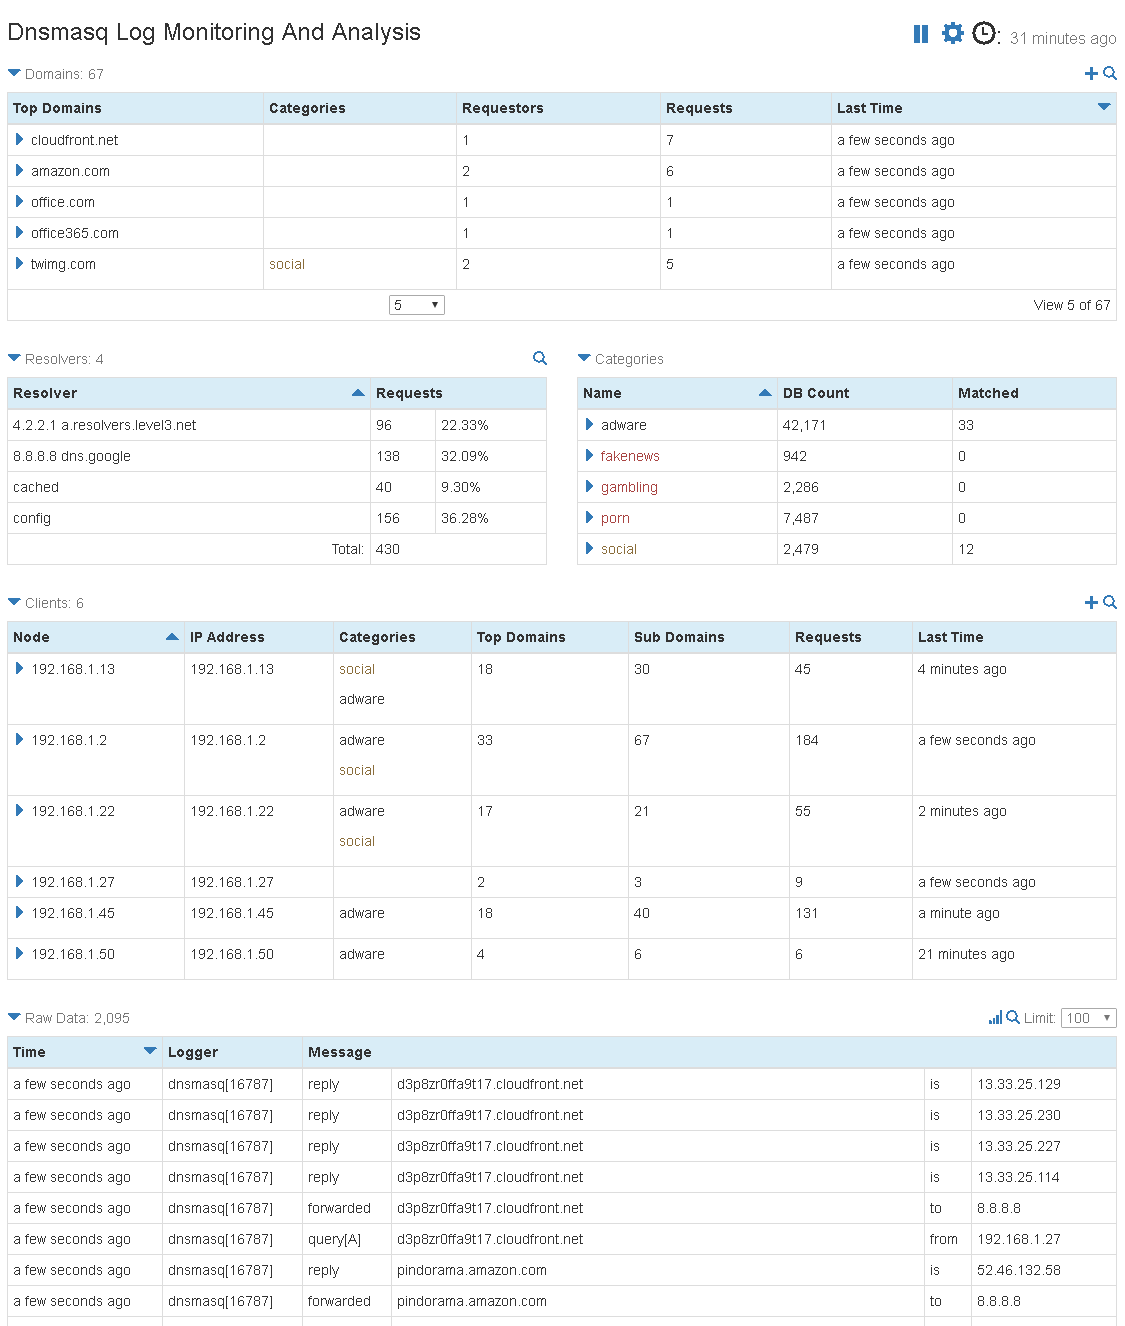 Dnsmasq Log Monitoring And Analysis : 31 minutes ago
Domains: 67
Top Domains Categories Requestors Requests Last Time
cloudfront.net 1 7 a few seconds ago
amazon.com 2 6 a few seconds ago
office.com 1 1 a few seconds ago
office365.com 1 1 a few seconds ago
twimg.com social 2 5 a few seconds ago
5 View 5 of 67
Resolvers: 4
Resolver Requests
4.2.2.1 a.resolvers.level3.net 96 22.33%
8.8.8.8 dns.google 138 32.09%
cached 40 9.30%
config 156 36.28%
Total: 430
Categories
Name DB Count Matched
adware 42,171 33
fakenews 942 0
gambling 2,286 0
porn 7,487 0
social 2,479 12
Clients: 6
Node IP Address Categories Top Domains Sub Domains Requests Last Time
192.168.1.13 192.168.1.13 social 18 30 45 4 minutes ago
adware
192.168.1.2 192.168.1.2 adware 33 67 184 a few seconds ago
social
192.168.1.22 192.168.1.22 adware 17 21 55 2 minutes ago
social
192.168.1.27 192.168.1.27 2 3 9 a few seconds ago
192.168.1.45 192.168.1.45 adware 18 40 131 a minute ago
192.168.1.50 192.168.1.50 adware 4 6 6 21 minutes ago
Raw Data: 2,095 Limit: 100
Time Logger Message
a few seconds ago dnsmasq[16787] reply d3p8zr0ffa9t17.cloudfront.net is 13.33.25.129
a few seconds ago dnsmasq[16787] reply d3p8zr0ffa9t17.cloudfront.net is 13.33.25.230
a few seconds ago dnsmasq[16787] reply d3p8zr0ffa9t17.cloudfront.net is 13.33.25.227
a few seconds ago dnsmasq[16787] reply d3p8zr0ffa9t17.cloudfront.net is 13.33.25.114
a few seconds ago dnsmasq[16787] forwarded d3p8zr0ffa9t17.cloudfront.net to 8.8.8.8
a few seconds ago dnsmasq[16787] query[A] d3p8zr0ffa9t17.cloudfront.net from 192.168.1.27
a few seconds ago dnsmasq[16787] reply pindorama.amazon.com is 52.46.132.58
a few seconds ago dnsmasq[16787] forwarded pindorama.amazon.com to 8.8.8.8